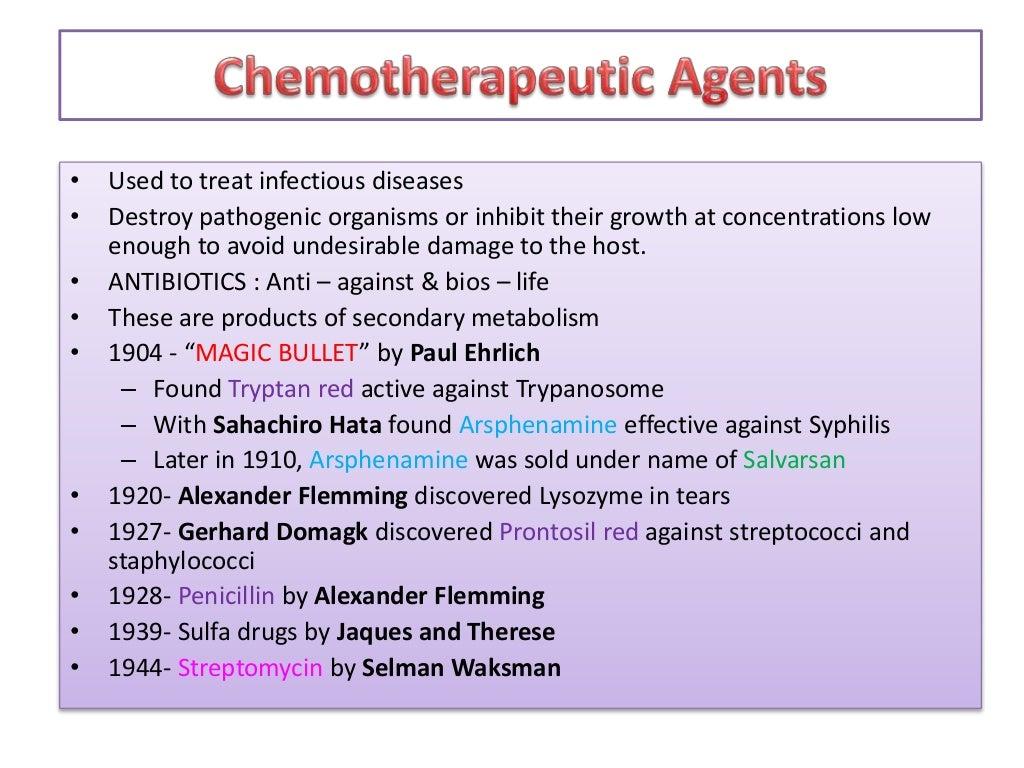 Chemotherapeutic Agents
• Used to treat infectious diseases
• Destroy pathogenic organisms or inhibit their growth at concentrations low
enough to avoid undesirable damage to the host.
• ANTIBIOTICS : Anti – against & bios – life
• These are products of secondary metabolism
• 1904 - “MAGIC BULLET” by Paul Ehrlich
– Found Tryptan red active against Trypanosome
– With Sahachiro Hata found Arsphenamine effective against Syphilis
– Later in 1910, Arsphenamine was sold under name of Salvarsan
• 1920- Alexander Flemming discovered Lysozyme in tears
• 1927- Gerhard Domagk discovered Prontosil red against streptococci and
staphylococci
• 1928- Penicillin by Alexander Flemming
• 1939- Sulfa drugs by Jaques and Therese
• 1944- Streptomycin by Selman Waksman